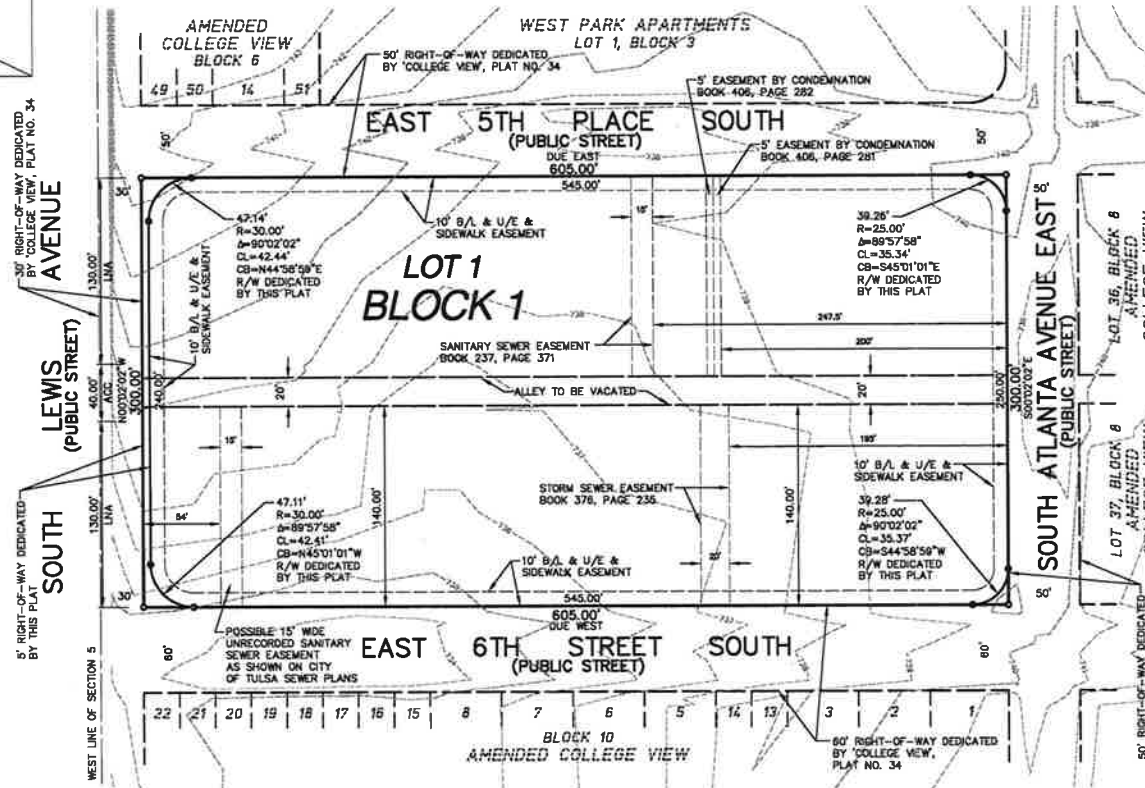 AMENDED
COLLEGE VIEW
BLOCK 6
49 50 14 51
WEST PARK APARTMENTS
LOT 1, BLOCK 3
50' RIGHT-OF-WAY DEDICATED
BY 'COLLEGE VIEW', PLAT NO. 34
5' EASEMENT BY CONDEMNATION
BOOK 406, PAGE 282
EAST 5TH PLACE SOUTH
(PUBLIC STREET)
5' EASEMENT BY CONDEMNATION
BOOK 406, PAGE 281
DUE EAST
605.00'
545.00'
50'
50'
30'
50'
30' RIGHT-OF-WAY DEDICATED
BY 'COLLEGE VIEW', PLAT NO. 34
SOUTH LEWIS AVENUE
(PUBLIC STREET)
5' RIGHT-OF-WAY DEDICATED
BY THIS PLAT
WEST LINE OF SECTION 5
130.00'
LNA
40.00'
ACC
130.00'
LNA
N00°02'02"W
300.00'
240.00'
47.14'
R=30.00'
Δ=90°02'02"
CL=42.44'
CB=N44°58'59"E
R/W DEDICATED
BY THIS PLAT
10' B/L & U/E &
SIDEWALK EASEMENT
10' B/L & U/E &
SIDEWALK EASEMENT
LOT 1
BLOCK 1
15'
39.26'
R=25.00'
Δ=89°57'58"
CL=35.34'
CB=S45°01'01"E
R/W DEDICATED
BY THIS PLAT
247.5'
200'
SANITARY SEWER EASEMENT
BOOK 237, PAGE 371
ALLEY TO BE VACATED
20'
20'
15'
195'
84'
140.00'
140.00'
STORM SEWER EASEMENT
BOOK 376, PAGE 235
20'
10' B/L & U/E &
SIDEWALK EASEMENT
47.11'
R=30.00'
Δ=89°57'58"
CL=42.41'
CB=N45°01'01"W
R/W DEDICATED
BY THIS PLAT
10' B/L & U/E &
SIDEWALK EASEMENT
39.28'
R=25.00'
Δ=90°02'02"
CL=35.37'
CB=S44°58'59"W
R/W DEDICATED
BY THIS PLAT
250.00'
300.00'
S00°02'02"E
SOUTH ATLANTA AVENUE EAST
(PUBLIC STREET)
LOT 36, BLOCK 8
AMENDED
LOT 37, BLOCK 8
AMENDED
50' RIGHT-OF-WAY DEDICATED
545.00'
605.00'
DUE WEST
30'
50'
60'
60'
POSSIBLE 15' WIDE
UNRECORDED SANITARY
SEWER EASEMENT
AS SHOWN ON CITY
OF TULSA SEWER PLANS
EAST 6TH STREET SOUTH
(PUBLIC STREET)
22 21 20 19 18 17 16 15 8 7 6 5 14 13 3 2 1
BLOCK 10
AMENDED COLLEGE VIEW
60' RIGHT-OF-WAY DEDICATED
BY 'COLLEGE VIEW',
PLAT NO. 34